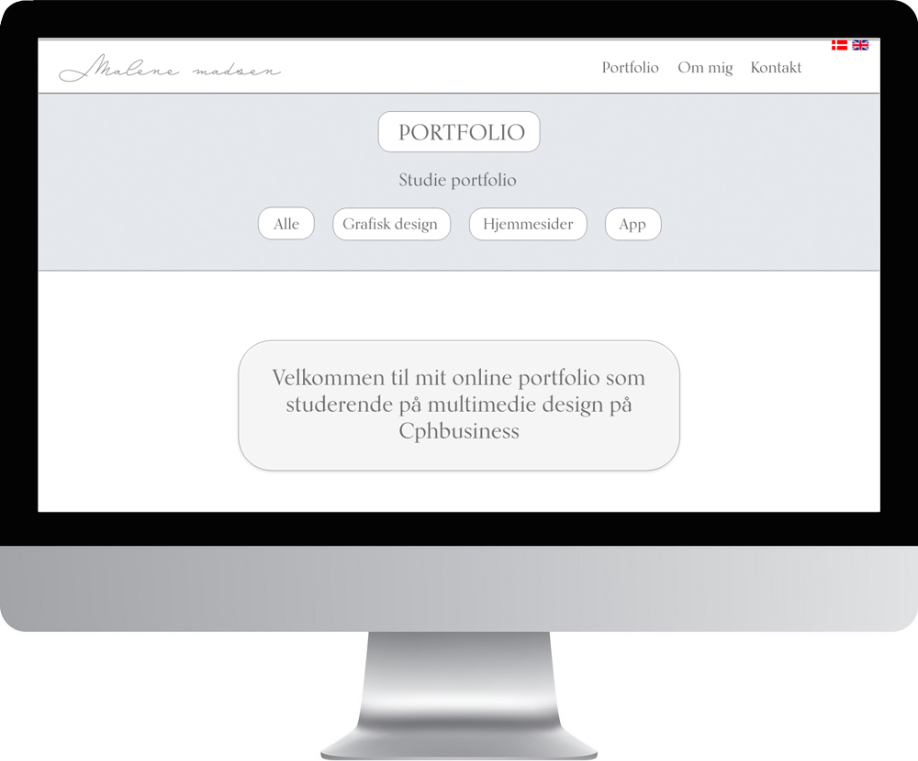 Malene madsen
Portfolio Om mig Kontakt
PORTFOLIO
Studie portfolio
Alle Grafisk design Hjemmesider App
Velkommen til mit online portfolio som
studerende på multimedie design på
Cphbusiness